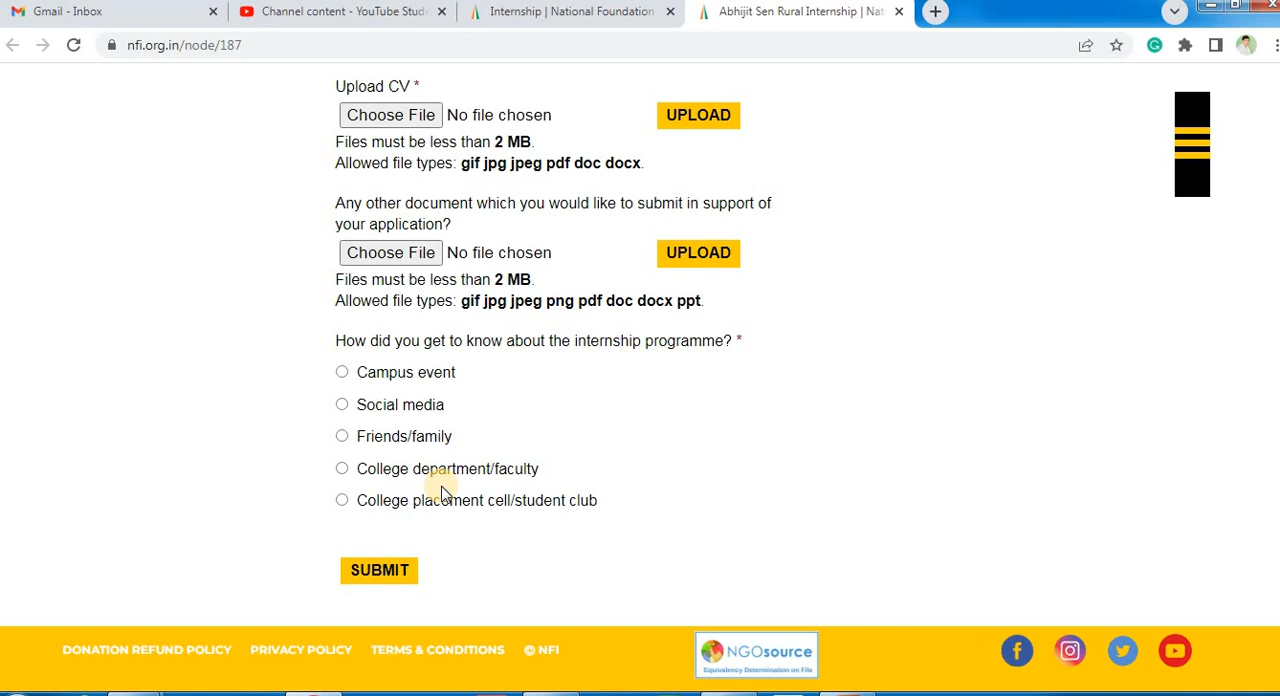 Gmail - Inbox
Channel content - YouTube Studi
Internship | National Foundation
Abhijit Sen Rural Internship | Nat
nfi.org.in/node/187
Upload CV *
Choose File No file chosen UPLOAD
Files must be less than 2 MB.
Allowed file types: gif jpg jpeg pdf doc docx.
Any other document which you would like to submit in support of
your application?
Choose File No file chosen UPLOAD
Files must be less than 2 MB.
Allowed file types: gif jpg jpeg png pdf doc docx ppt.
How did you get to know about the internship programme? *
Campus event
Social media
Friends/family
College department/faculty
College placement cell/student club
SUBMIT
DONATION REFUND POLICY PRIVACY POLICY TERMS & CONDITIONS © NFI
NGOsource
Equivalency Determination on File